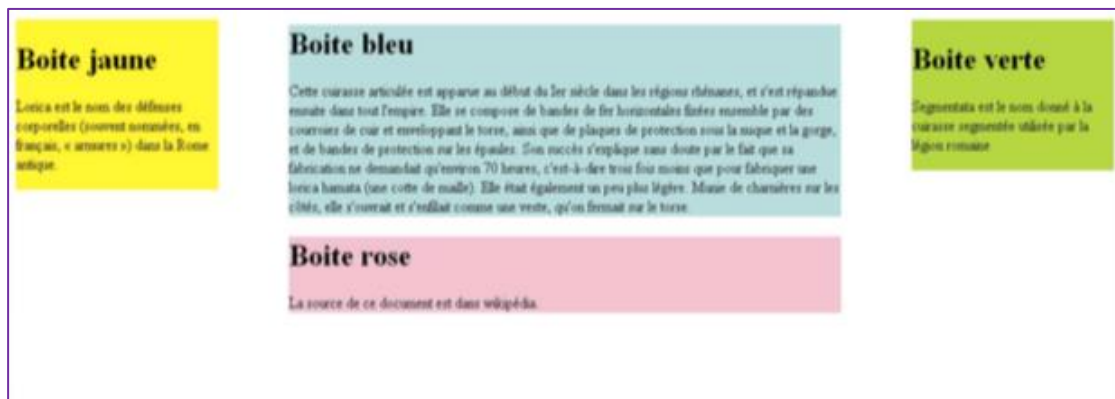 Boite jaune
Lorica est le nom des défenses
corporelles (souvent nommées, en
français, « armures ») dans la Rome
antique.
Boite bleu
Cette cuirasse articulée est apparue au début du Ier siècle dans les régions rhénanes, et s'est répandue
ensuite dans tout l'empire. Elle se compose de bandes de fer horizontales fixées ensemble par des
courroies de cuir et enveloppant le torse, ainsi que de plaques de protection sous la nuque et la gorge,
et de bandes de protection sur les épaules. Son succès s'explique sans doute par le fait que sa
fabrication ne demandait qu'environ 70 heures, c'est-à-dire trois fois moins que pour fabriquer une
lorica hamata (une cotte de maille). Elle était également un peu plus légère. Munie de charnières sur les
côtés, elle s'ouvrait et s'enfilait comme une veste, qu'on fermait sur le torse.
Boite rose
La source de ce document est dans wikipédia.
Boite verte
Segmentata est le nom donné à la
cuirasse segmentée utilisée par la
légion romaine